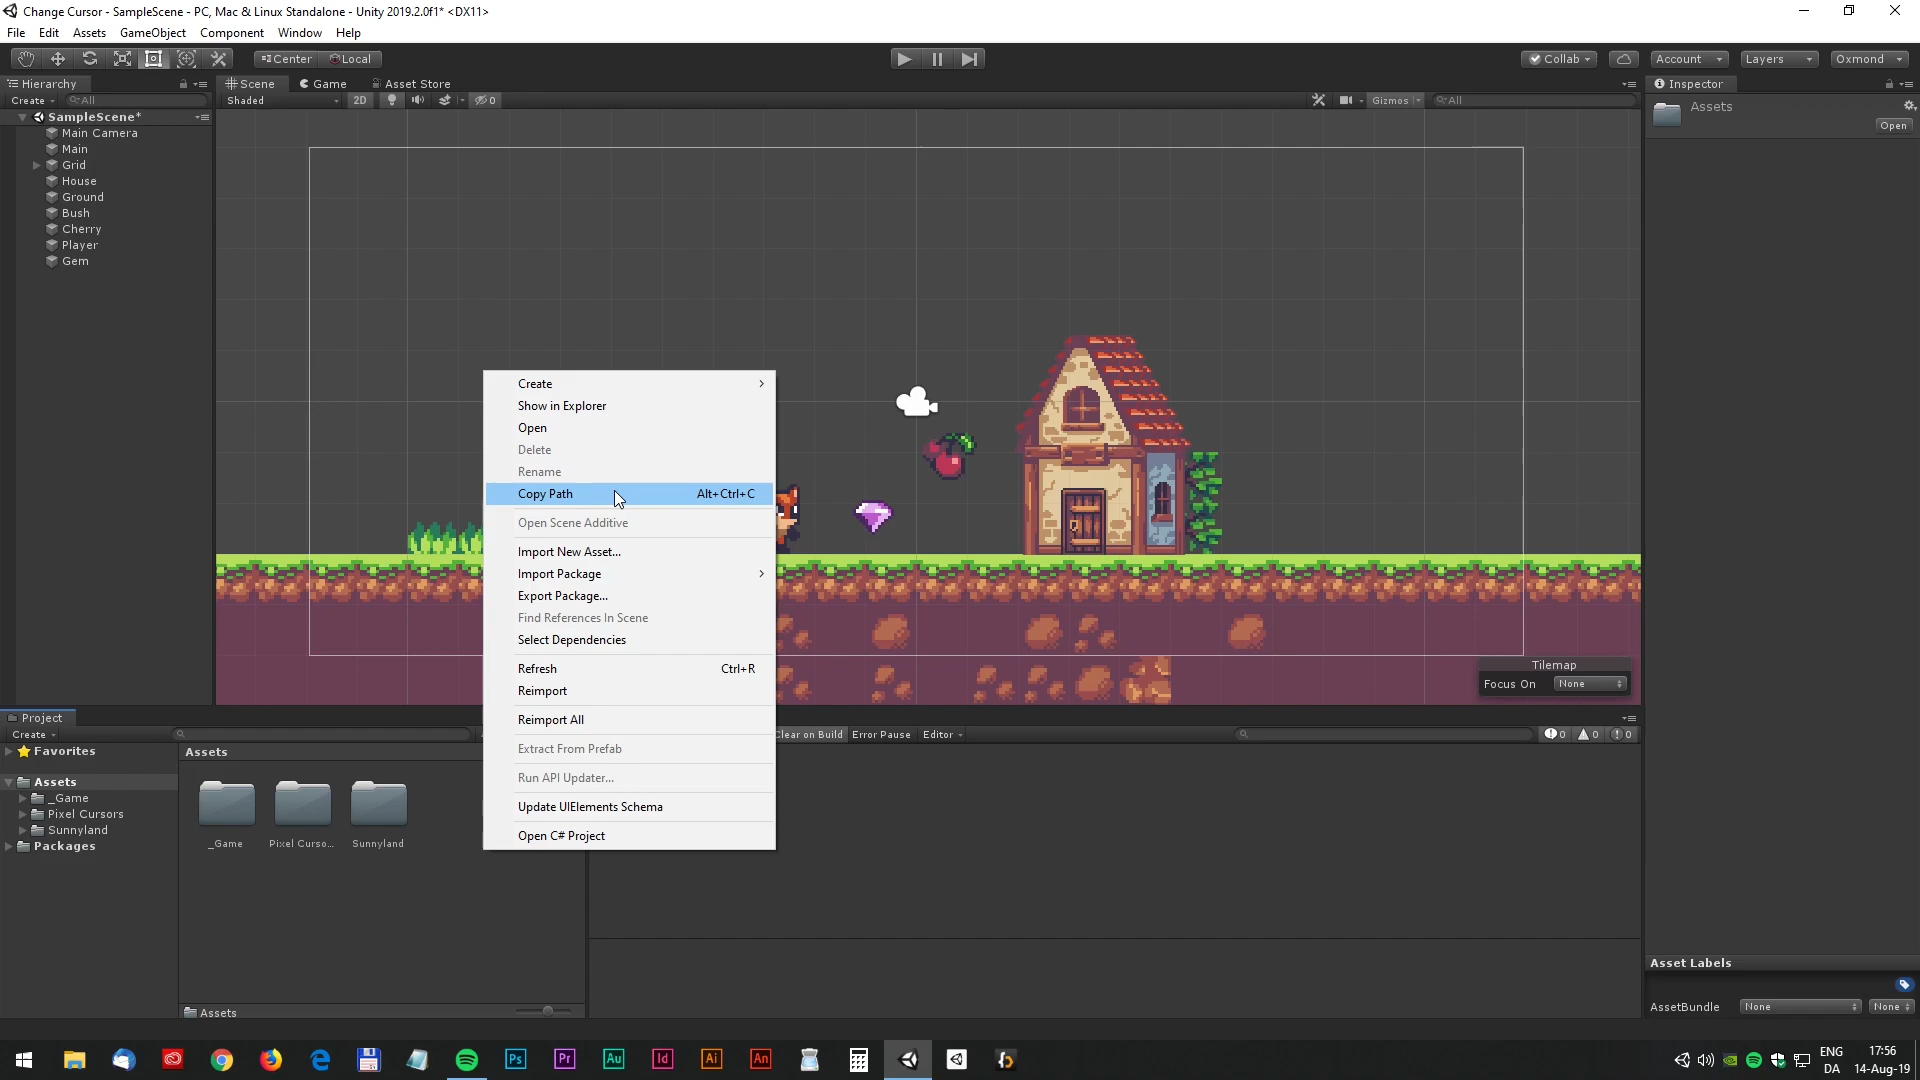 Change Cursor - SampleScene - PC, Mac & Linux Standalone - Unity 2019.2.0f1* <DX11>
File Edit Assets GameObject Component Window Help
Center Local
Collab Account Layers Oxmond
Hierarchy
Create All
SampleScene*
Main Camera
Main
Grid
House
Ground
Bush
Cherry
Player
Gem
Scene Game Asset Store
Shaded 2D 0 Gizmos All
Inspector
Assets
Open
Create
Show in Explorer
Open
Delete
Rename
Copy Path Alt+Ctrl+C
Open Scene Additive
Import New Asset...
Import Package
Export Package...
Find References In Scene
Select Dependencies
Refresh Ctrl+R
Reimport
Reimport All
Extract From Prefab
Run API Updater...
Update UIElements Schema
Open C# Project
Tilemap
Focus On None
Project
Create
Favorites
Assets
_Game
Pixel Cursors
Sunnyland
Packages
Assets
_Game Pixel Curso... Sunnyland
Assets
Clear on Build Error Pause Editor 0 0 0
Asset Labels
AssetBundle None None
Ps Pr Au Id Ai An
ENG
DA
17:56
14-Aug-19